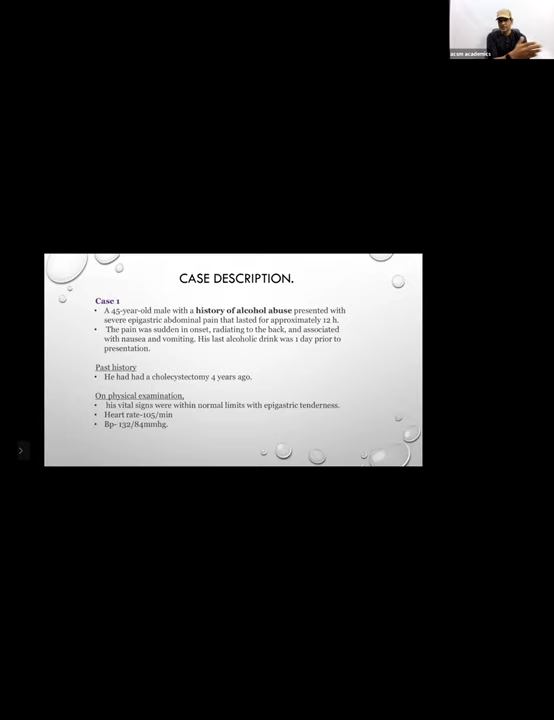 acem academics
CASE DESCRIPTION.
Case 1
• A 45-year-old male with a history of alcohol abuse presented with
severe epigastric abdominal pain that lasted for approximately 12 h.
• The pain was sudden in onset, radiating to the back, and associated
with nausea and vomiting. His last alcoholic drink was 1 day prior to
presentation.
Past history
• He had had a cholecystectomy 4 years ago.
On physical examination,
• his vital signs were within normal limits with epigastric tenderness.
• Heart rate-105/min
• Bp- 132/84mmhg.